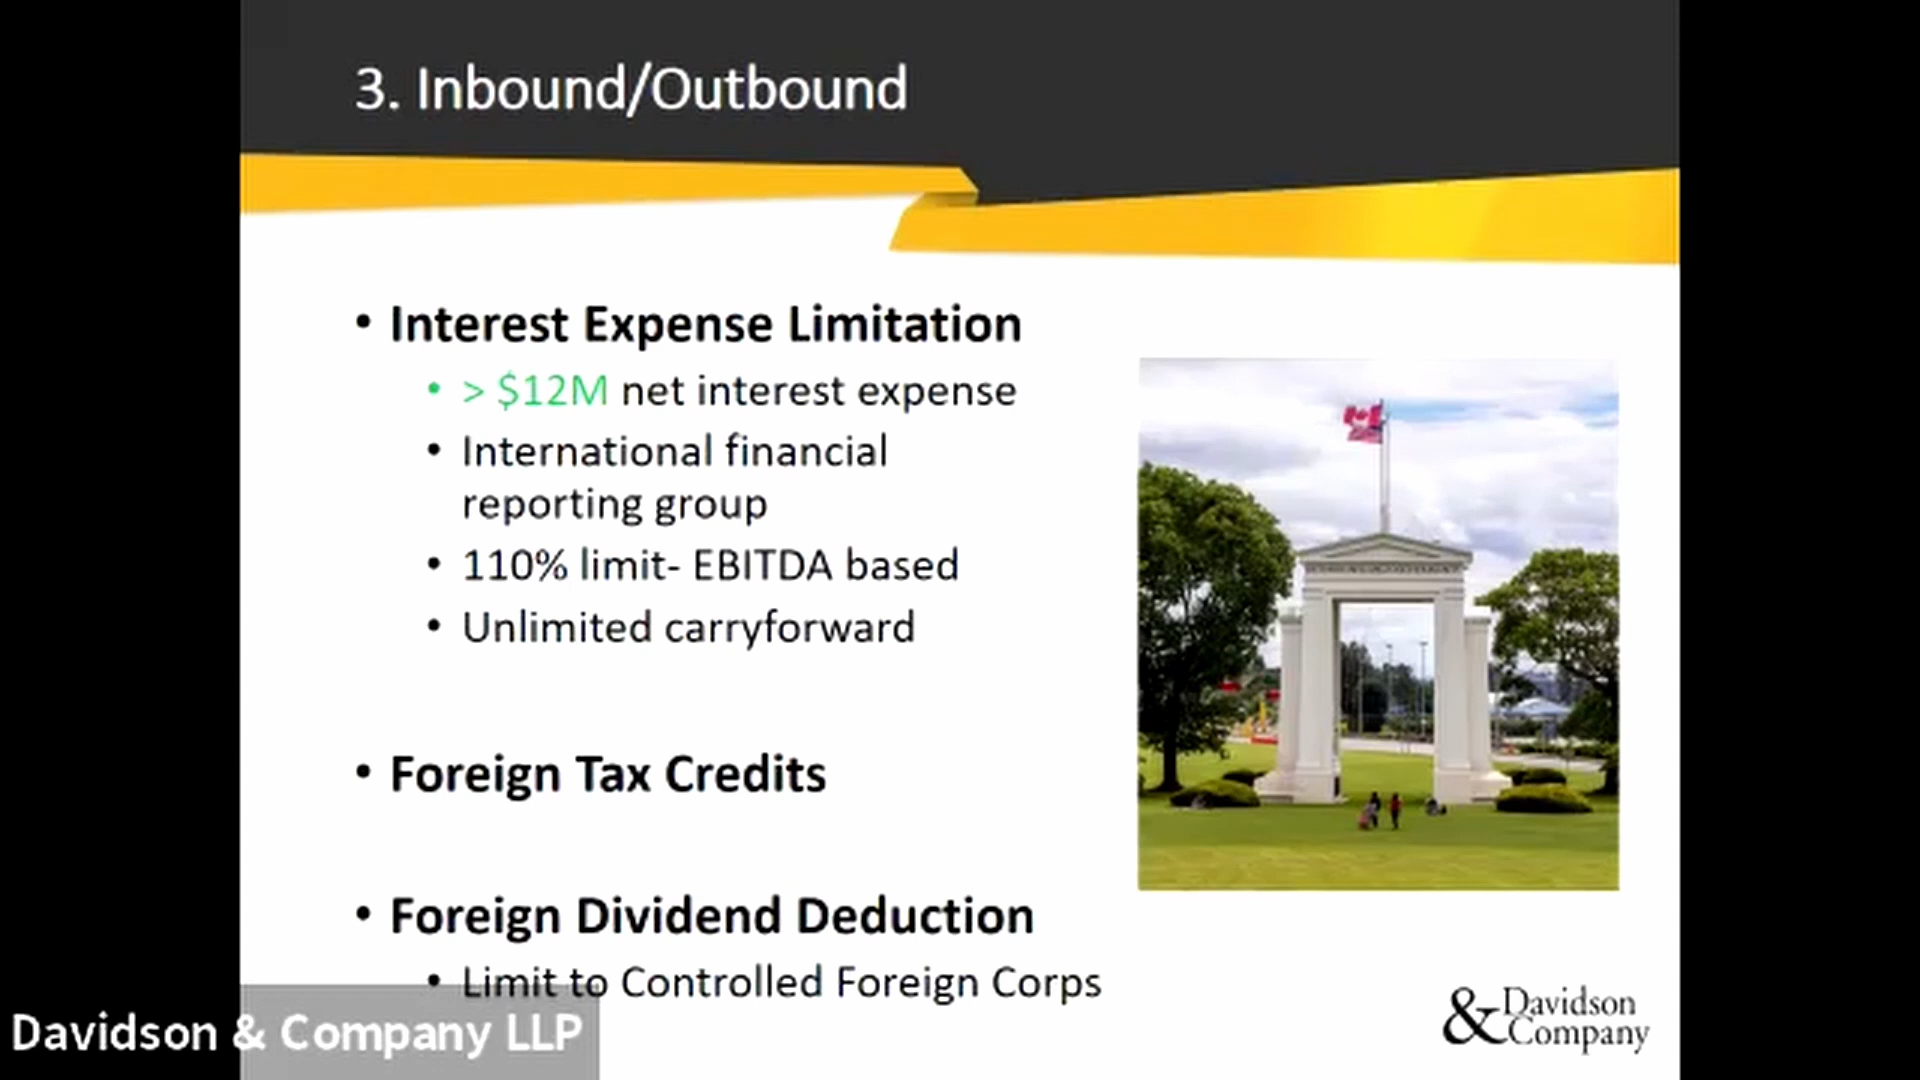 3. Inbound/Outbound
• Interest Expense Limitation
• > $12M net interest expense
• International financial
reporting group
• 110% limit- EBITDA based
• Unlimited carryforward
• Foreign Tax Credits
• Foreign Dividend Deduction
• Limit to Controlled Foreign Corps
Davidson & Company LLP
& Davidson
Company